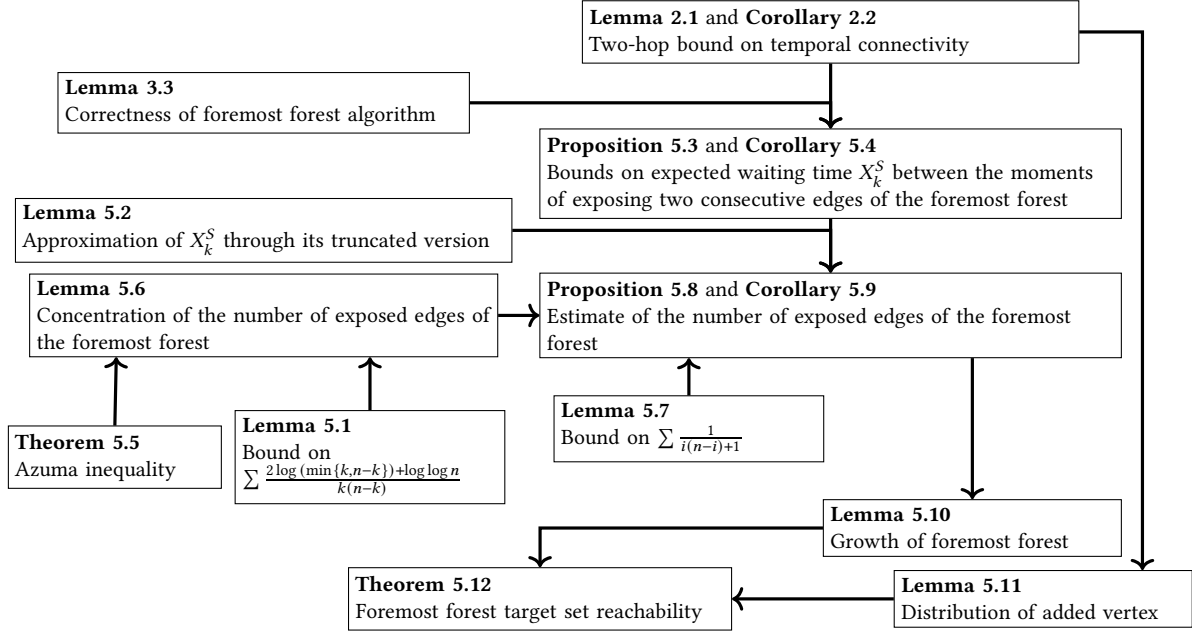 Lemma 2.1 and Corollary 2.2
Two-hop bound on temporal connectivity
Lemma 3.3
Correctness of foremost forest algorithm
Proposition 5.3 and Corollary 5.4
Bounds on expected waiting time $X_k^S$ between the moments
of exposing two consecutive edges of the foremost forest
Lemma 5.2
Approximation of $X_k^S$ through its truncated version
Lemma 5.6
Concentration of the number of exposed edges of
the foremost forest
Proposition 5.8 and Corollary 5.9
Estimate of the number of exposed edges of the foremost
forest
Theorem 5.5
Azuma inequality
Lemma 5.1
Bound on
$\sum \frac{2 \log (\min\{k,n-k\})+\log \log n}{k(n-k)}$
Lemma 5.7
Bound on $\sum \frac{1}{i(n-i)+1}$
Lemma 5.10
Growth of foremost forest
Theorem 5.12
Foremost forest target set reachability
Lemma 5.11
Distribution of added vertex